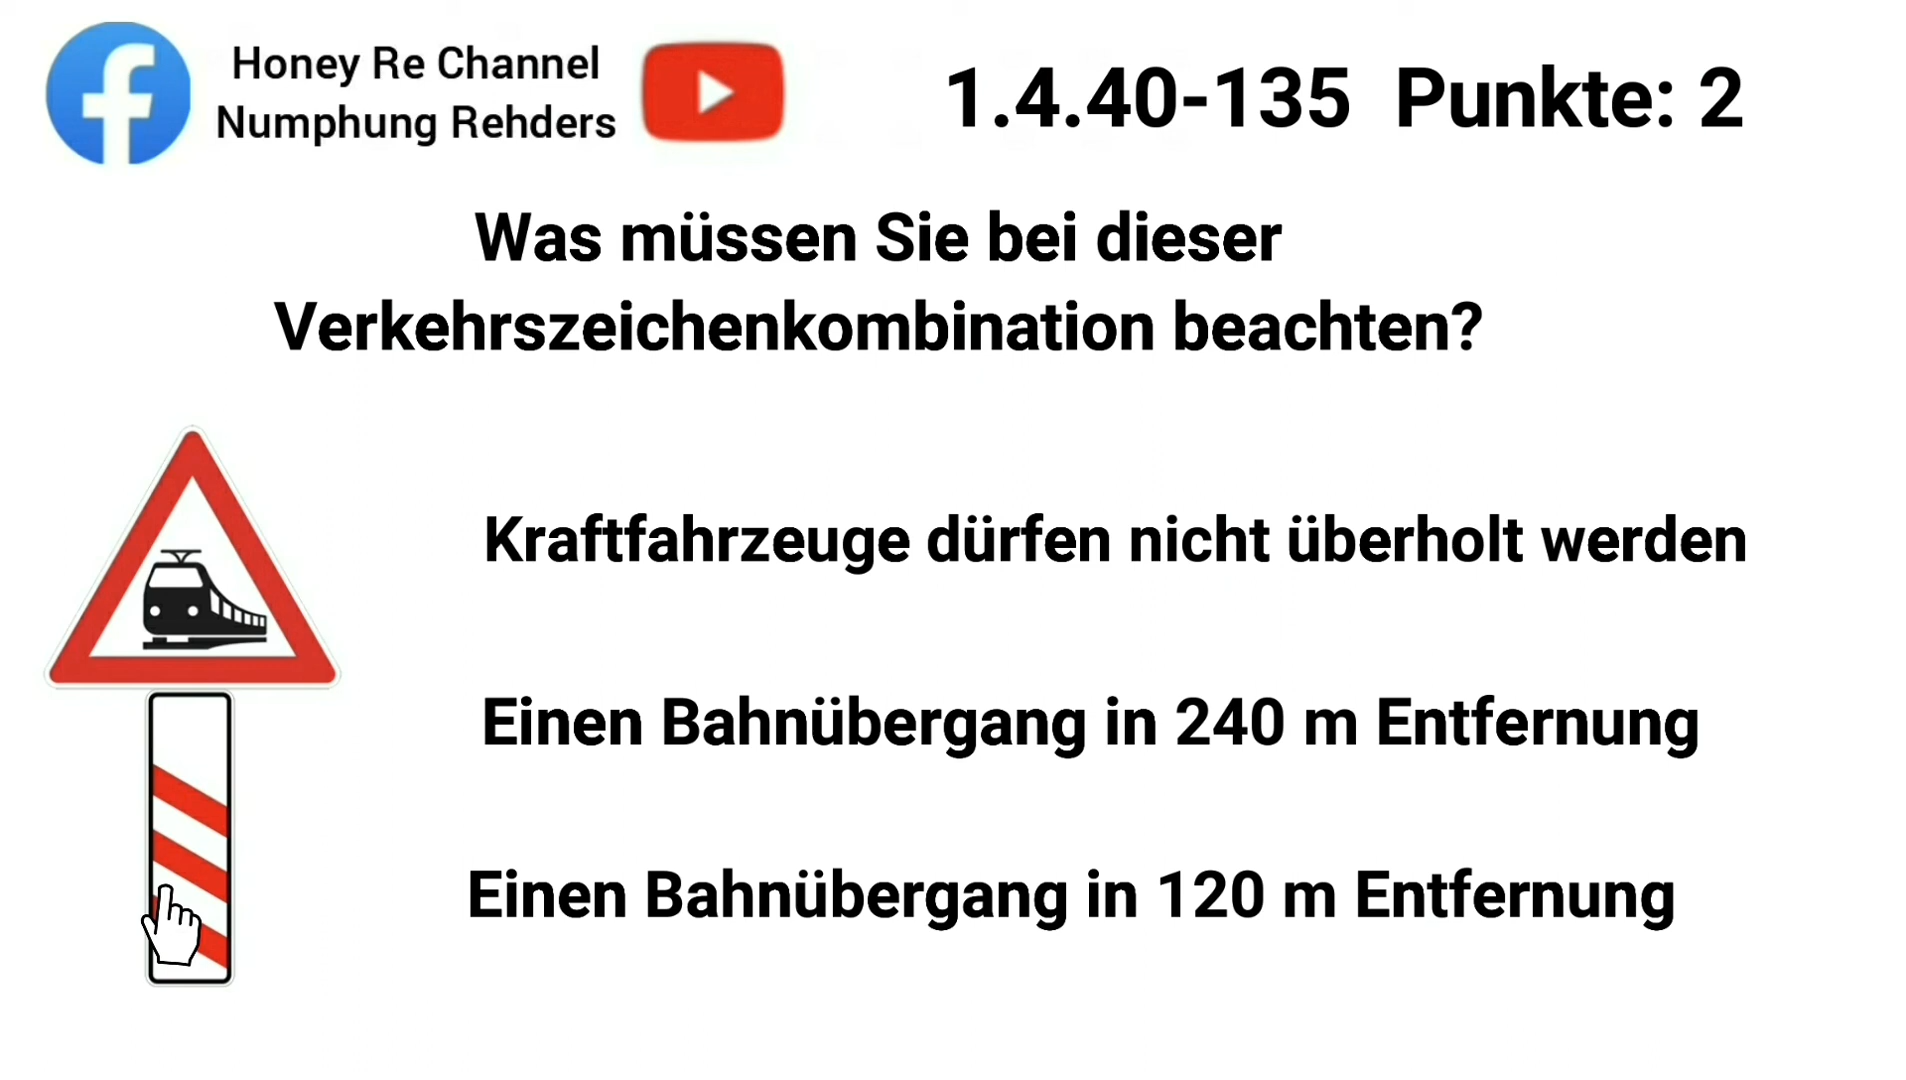 Honey Re Channel
Numphung Rehders
1.4.40-135 Punkte: 2
Was müssen Sie bei dieser
Verkehrszeichenkombination beachten?
Kraftfahrzeuge dürfen nicht überholt werden
Einen Bahnübergang in 240 m Entfernung
Einen Bahnübergang in 120 m Entfernung